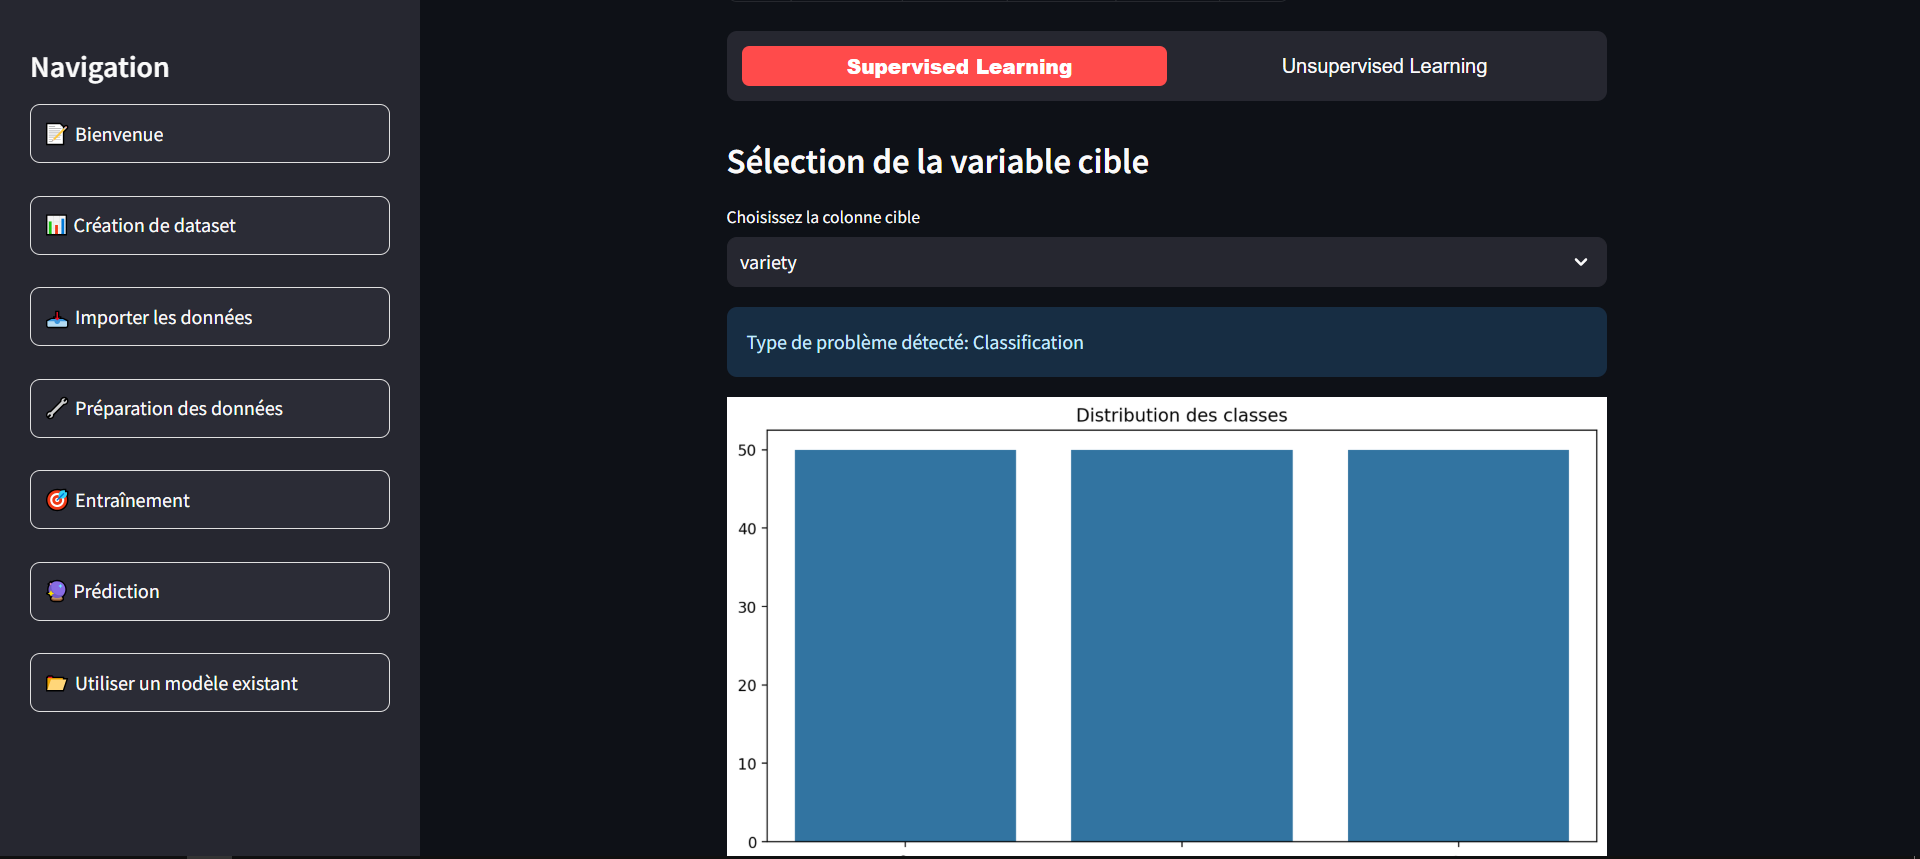 Navigation
Bienvenue
Création de dataset
Importer les données
Préparation des données
Entraînement
Prédiction
Utiliser un modèle existant
Supervised Learning
Unsupervised Learning
Sélection de la variable cible
Choisissez la colonne cible
variety
Type de problème détecté: Classification
Distribution des classes
50
40
30
20
10
0